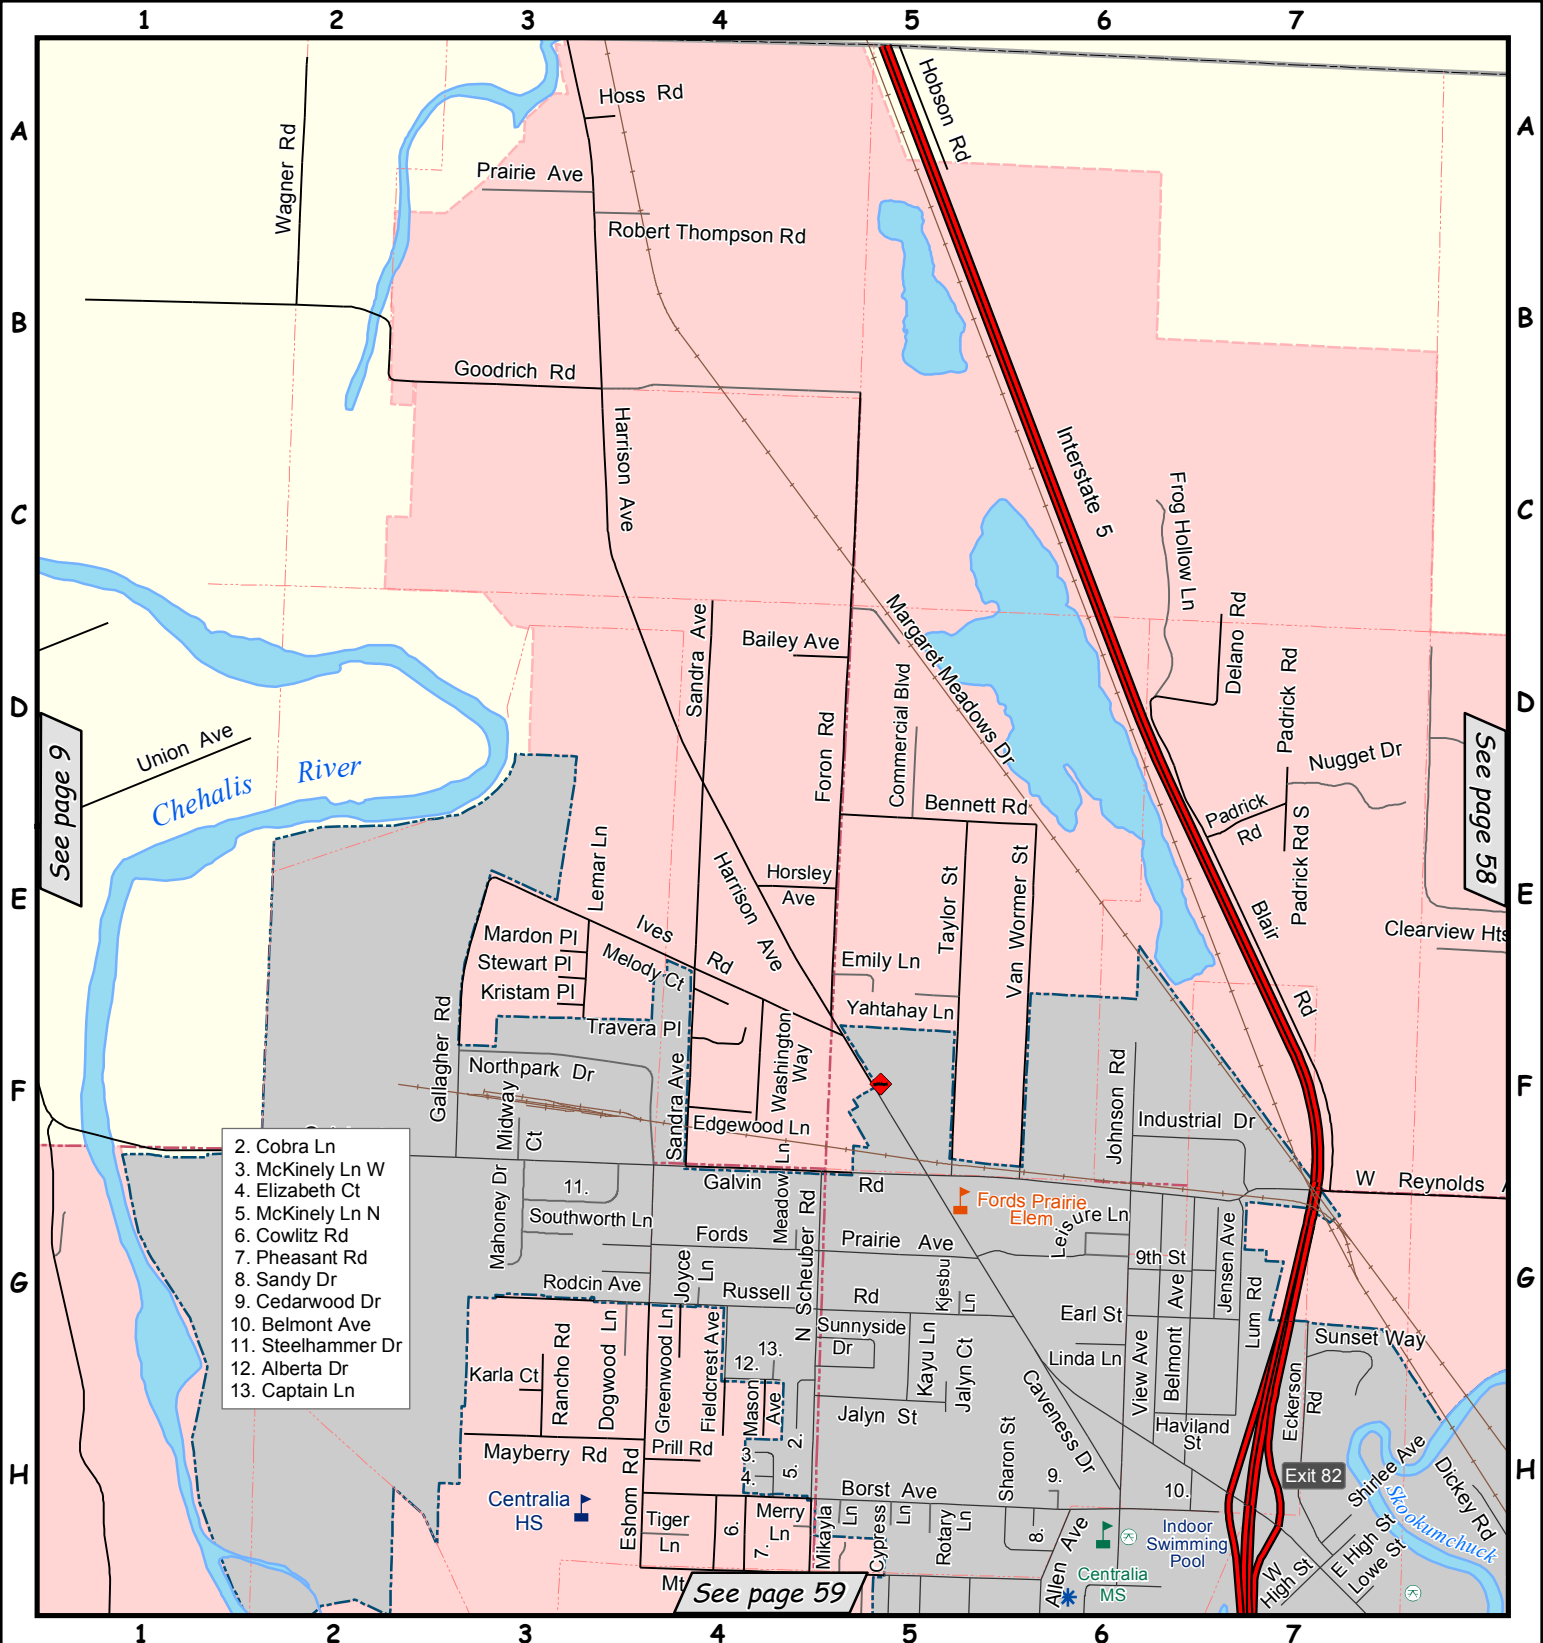 1 2 3 4 5 6 7
A
B
C
D
E
F
G
H
A
B
C
D
E
F
G
H
Hobson Rd
Hoss Rd
Wagner Rd
Prairie Ave
Robert Thompson Rd
Goodrich Rd
Harrison Ave
Interstate 5
Frog Hollow Ln
Delano Rd
Margaret Meadows Dr
Sandra Ave
Bailey Ave
Commercial Blvd
Foron Rd
Padrick Rd
Nugget Dr
Union Ave
Chehalis River
See page 9
See page 58
Bennett Rd
Padrick
Rd
Padrick Rd S
Lemar Ln
Harrison Ave
Horsley
Ave
Taylor St
Van Wormer St
Blair
Rd
Clearview Hts
Ives
Rd
Mardon Pl
Stewart Pl
Kristam Pl
Melody Ct
Emily Ln
Yahtahay Ln
Travera Pl
Gallagher Rd
Northpark Dr
Midway
Ct
Sandra Ave
Washington
Way
Edgewood Ln
Johnson Rd
Industrial Dr
W Reynolds
2. Cobra Ln
3. McKinely Ln W
4. Elizabeth Ct
5. McKinely Ln N
6. Cowlitz Rd
7. Pheasant Rd
8. Sandy Dr
9. Cedarwood Dr
10. Belmont Ave
11. Steelhammer Dr
12. Alberta Dr
13. Captain Ln
Mahoney Dr
11.
Southworth Ln
Galvin
Rd
Meadow Ln
N Scheuber Rd
Fords Prairie
Elem
Leisure Ln
Fords
Prairie Ave
9th St
Jensen Ave
Rodcin Ave
Joyce
Ln
Russell
Rd
Kjesbu
Ln
Earl St
Belmont
Ave
Lum Rd
Sunset Way
Karla Ct
Rancho Rd
Dogwood Ln
Greenwood Ln
Fieldcrest Ave
12.
13.
Mason
Ave
Sunnyside
Dr
Kayu Ln
Jalyn Ct
Jalyn St
Linda Ln
View Ave
Caveness Dr
Haviland
St
Eckerson
Rd
Mayberry Rd
Eshom Rd
Prill Rd
3.
4.
5.
2.
Centralia
HS
Borst Ave
Sharon St
9.
10.
Exit 82
Shirlee Ave
Dickey Rd
Skookumchuck
Tiger
Ln
6.
7.
Merry
Ln
Mikayla
Ln
Cypress
Ln
Rotary
Ln
8.
Allen Ave
Centralia
MS
Indoor
Swimming
Pool
W
High St
E High St
Lowe St
Mt
See page 59
1 2 3 4 5 6 7